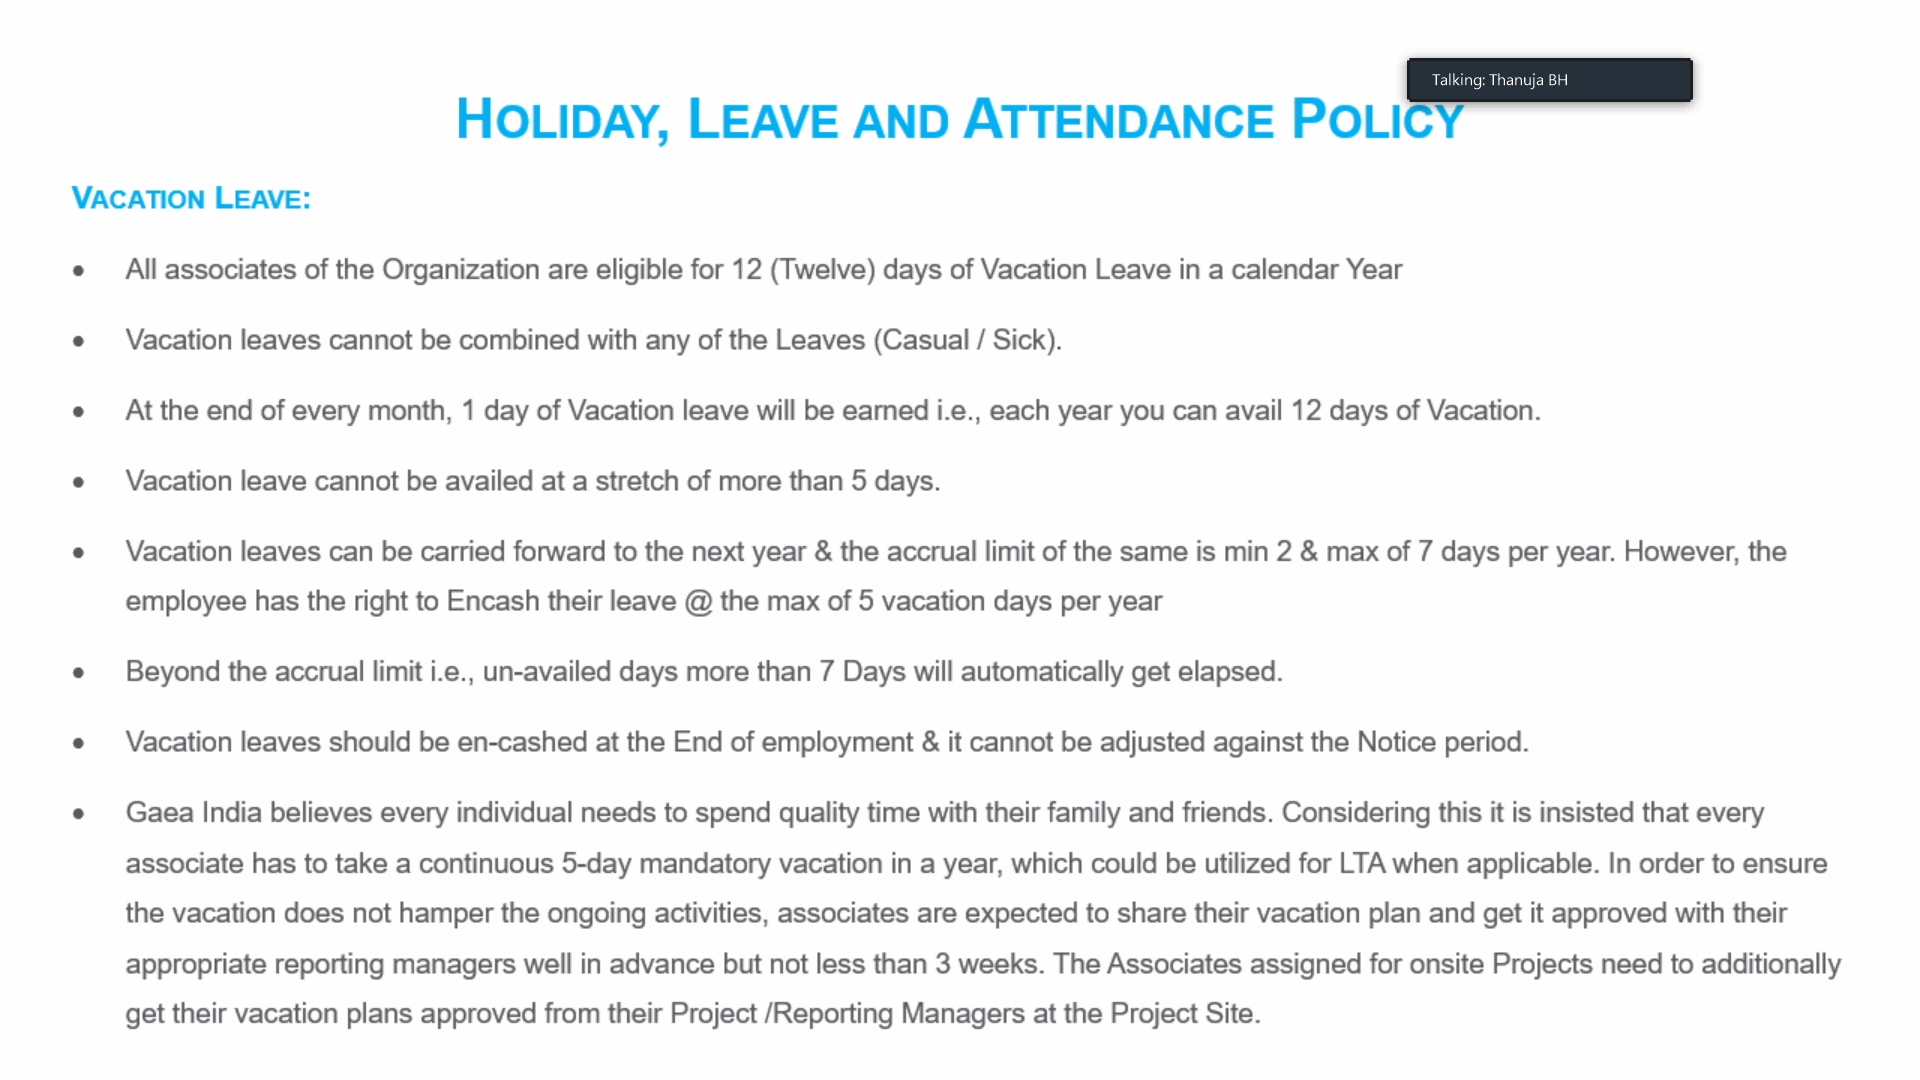 Talking: Thanuja BH
HOLIDAY, LEAVE AND ATTENDANCE POLICY
VACATION LEAVE:
• All associates of the Organization are eligible for 12 (Twelve) days of Vacation Leave in a calendar Year
• Vacation leaves cannot be combined with any of the Leaves (Casual / Sick).
• At the end of every month, 1 day of Vacation leave will be earned i.e., each year you can avail 12 days of Vacation.
• Vacation leave cannot be availed at a stretch of more than 5 days.
• Vacation leaves can be carried forward to the next year & the accrual limit of the same is min 2 & max of 7 days per year. However, the
employee has the right to Encash their leave @ the max of 5 vacation days per year
• Beyond the accrual limit i.e., un-availed days more than 7 Days will automatically get elapsed.
• Vacation leaves should be en-cashed at the End of employment & it cannot be adjusted against the Notice period.
• Gaea India believes every individual needs to spend quality time with their family and friends. Considering this it is insisted that every
associate has to take a continuous 5-day mandatory vacation in a year, which could be utilized for LTA when applicable. In order to ensure
the vacation does not hamper the ongoing activities, associates are expected to share their vacation plan and get it approved with their
appropriate reporting managers well in advance but not less than 3 weeks. The Associates assigned for onsite Projects need to additionally
get their vacation plans approved from their Project /Reporting Managers at the Project Site.